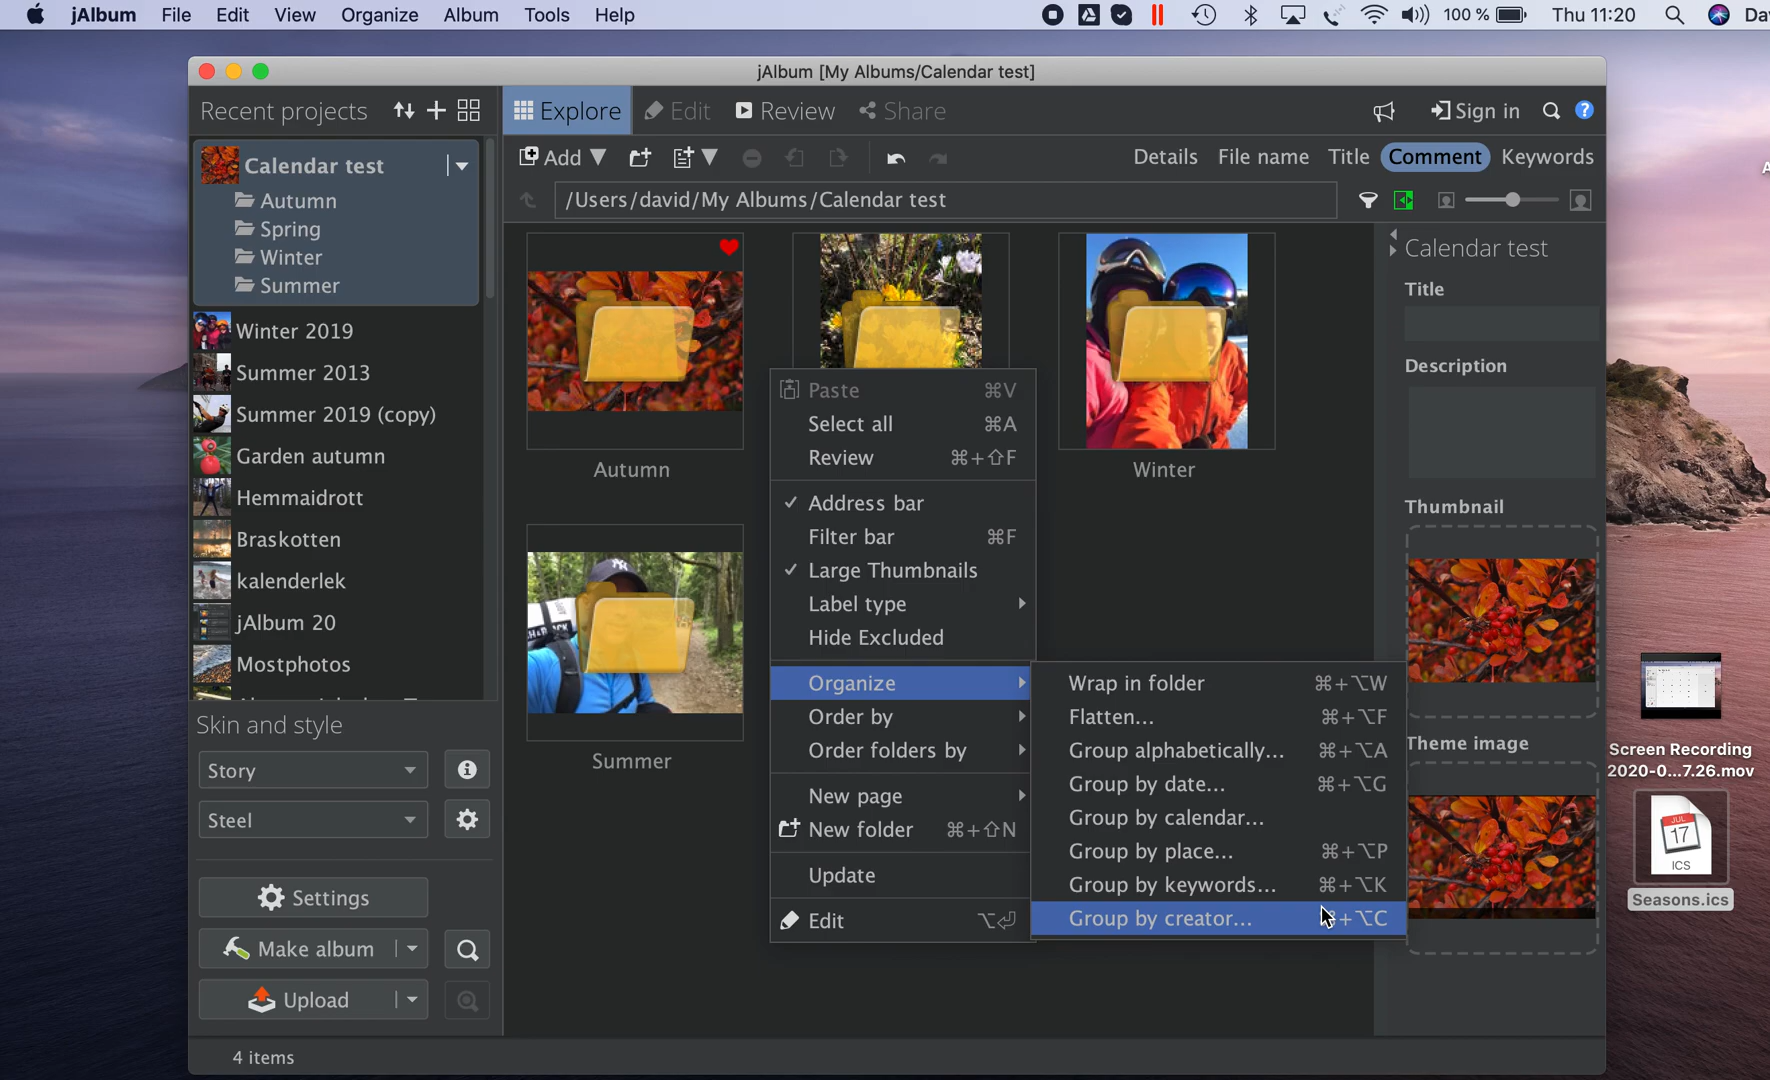 jAlbum File Edit View Organize Album Tools Help 100 % Thu 11:20
jAlbum [My Albums/Calendar test]
Recent projects
Explore Edit Review Share Sign in
Add Details File name Title Comment Keywords
/Users/david/My Albums/Calendar test
Calendar test
Autumn
Spring
Winter
Summer
Winter 2019
Summer 2013
Summer 2019 (copy)
Garden autumn
Hemmaidrott
Braskotten
kalenderlek
jAlbum 20
Mostphotos
Skin and style
Story
Steel
Settings
Make album
Upload
4 items
Autumn
Winter
Summer
Paste ⌘V
Select all ⌘A
Review ⌘+⇧F
✓ Address bar
Filter bar ⌘F
✓ Large Thumbnails
Label type
Hide Excluded
Organize
Order by
Order folders by
New page
New folder ⌘+⇧N
Update
Edit ⌥⏎
Wrap in folder ⌘+⌥W
Flatten... ⌘+⌥F
Group alphabetically... ⌘+⌥A
Group by date... ⌘+⌥G
Group by calendar...
Group by place... ⌘+⌥P
Group by keywords... ⌘+⌥K
Group by creator... ⌘+⌥C
Calendar test
Title
Description
Thumbnail
Theme image
Screen Recording
2020-0...7.26.mov
JUL
17
ICS
Seasons.ics